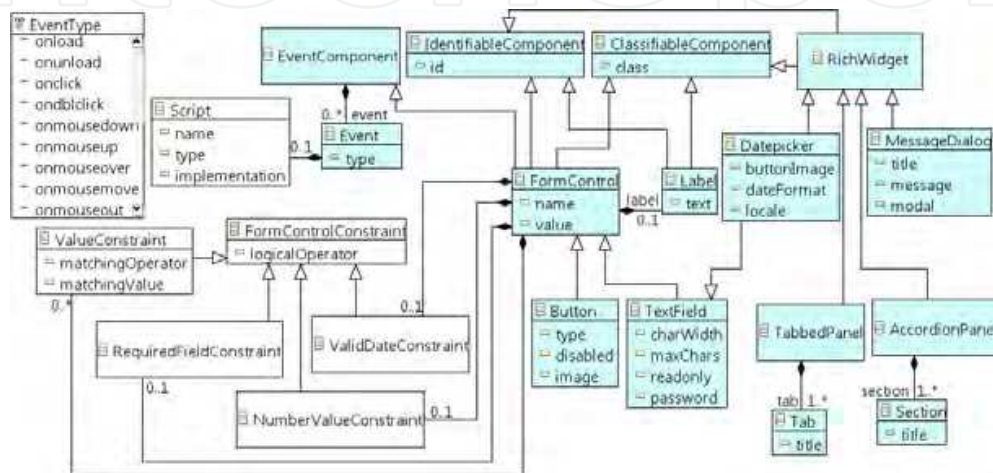 EventType
onload
onunload
onclick
ondblclick
onmousedown
onmouseup
onmouseover
onmousemove
onmouseout
EventComponent
IdentifiableComponent
id
ClassifiableComponent
class
RichWidget
Script
name
type
implementation
0..* event
0..1
Event
type
FormControl
name
value
label
0..1
Label
text
Datepicker
buttonImage
dateFormat
locale
MessageDialog
title
message
modal
ValueConstraint
matchingOperator
matchingValue
0..*
FormControlConstraint
logicalOperator
0..1
RequiredFieldConstraint
0..1
ValidDateConstraint
NumberValueConstraint
0..1
Button
type
disabled
image
TextField
charWidth
maxChars
readonly
password
TabbedPanel
AccordionPanel
tab 1..*
Tab
title
section 1..*
Section
title